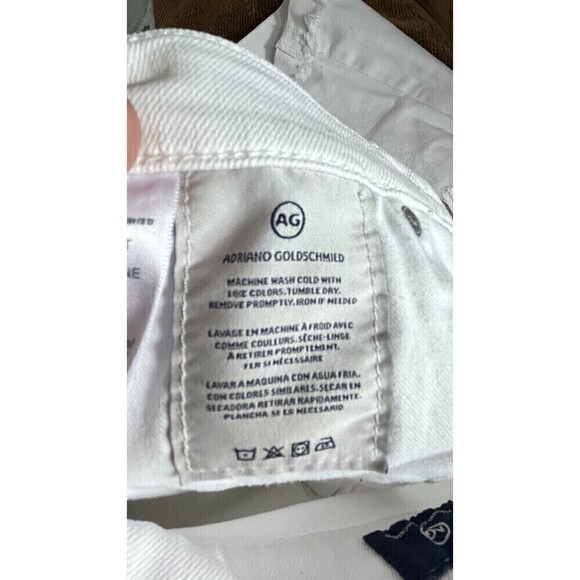 AG
ADRIANO GOLDSCHMIED
MACHINE WASH COLD WITH
LIKE COLORS. TUMBLE DRY.
REMOVE PROMPTLY. IRON IF NEEDED
LAVAGE EN MACHINE À FROID AVEC
COMME COULEURS. SÈCHE-LINGE
À RETIRER PROMPTEMENT.
FER SI NÉCESSAIRE
LAVAR A MAQUINA CON AGUA FRIA.
CON COLORES SIMILARES. SECAR EN
SECADORA RETIRAR RAPIDAMENTE.
PLANCHA SI ES NECESARIO
AG